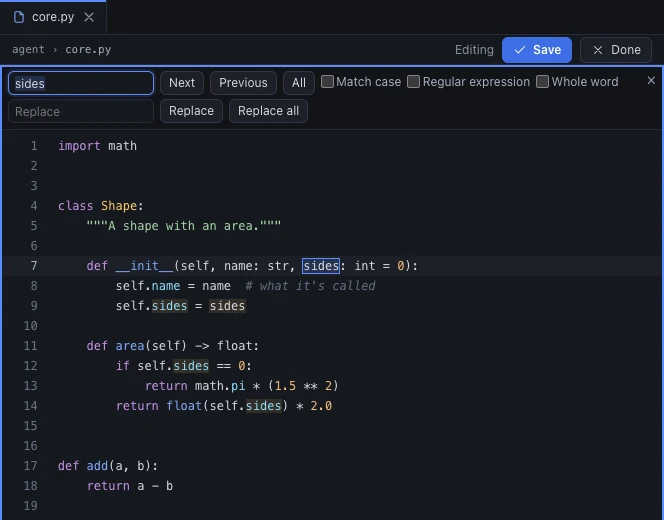 core.py
agent › core.py Editing Save Done
sides Next Previous All Match case Regular expression Whole word
Replace Replace Replace all
1 import math
2
3
4 class Shape:
5     """A shape with an area."""
6
7     def __init__(self, name: str, sides: int = 0):
8         self.name = name  # what it's called
9         self.sides = sides
10
11     def area(self) -> float:
12         if self.sides == 0:
13             return math.pi * (1.5 ** 2)
14         return float(self.sides) * 2.0
15
16
17 def add(a, b):
18     return a - b
19